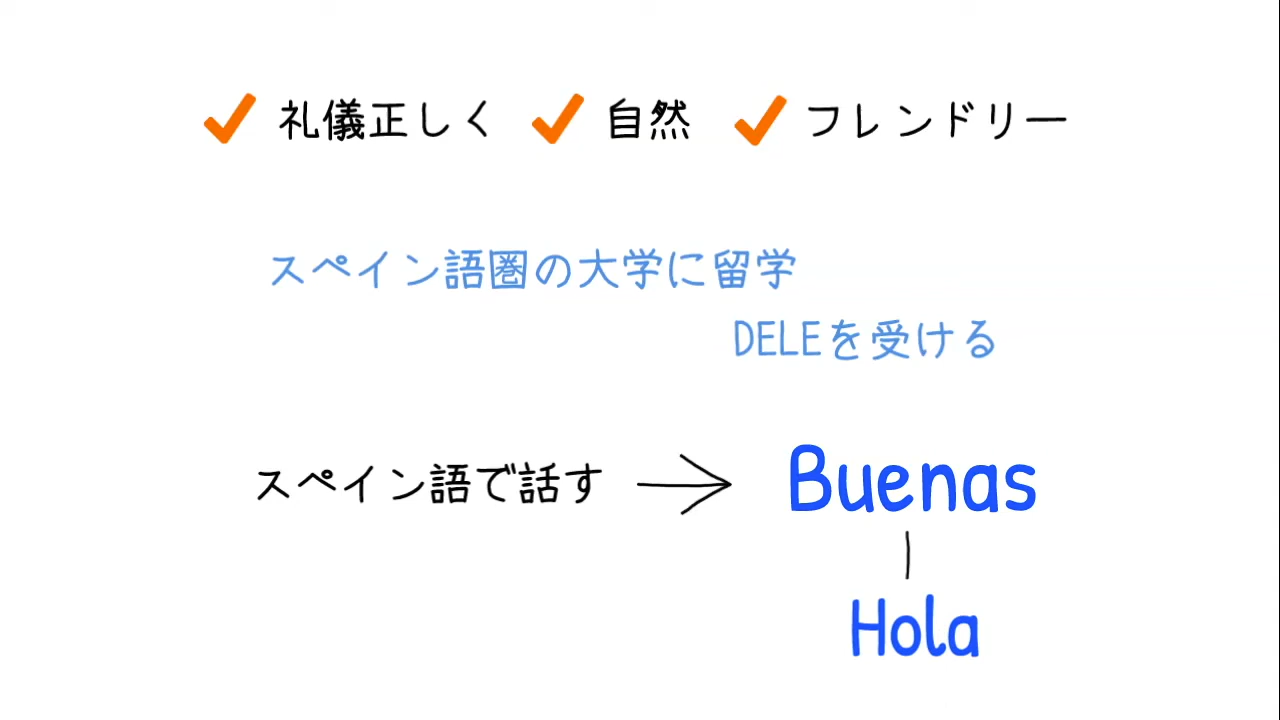 礼儀正しく 自然 フレンドリー
スペイン語圏の大学に留学
DELEを受ける
スペイン語で話す → Buenas
Hola